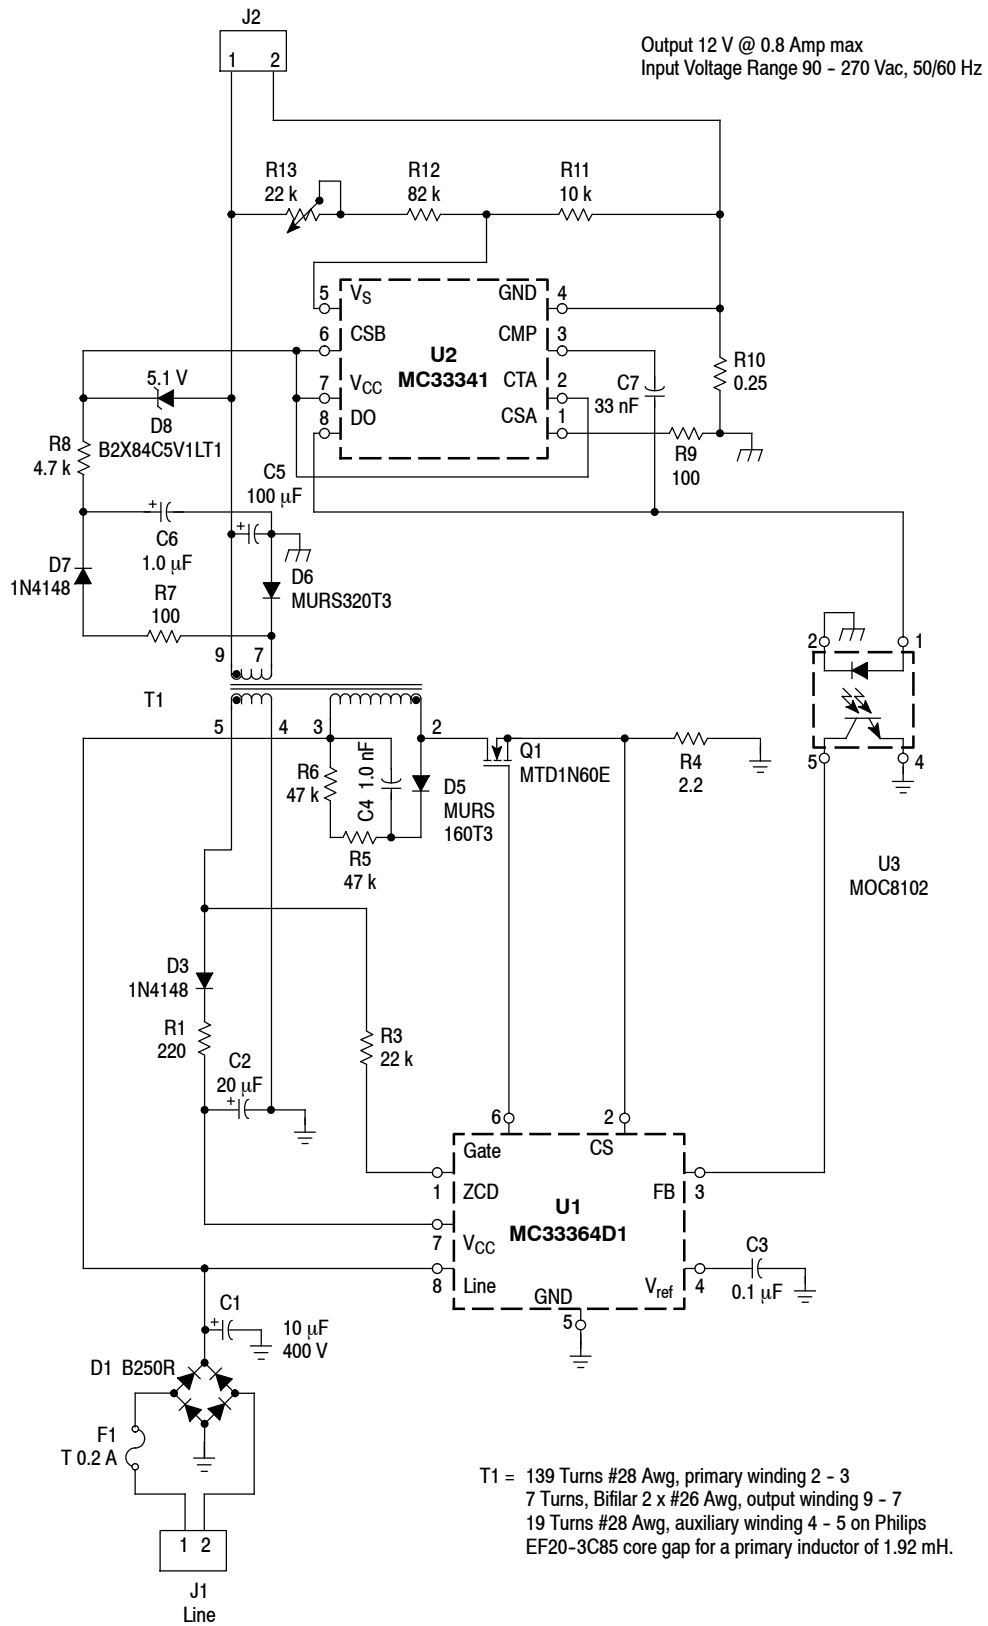 J2
1 2
Output 12 V @ 0.8 Amp max
Input Voltage Range 90 - 270 Vac, 50/60 Hz
R13
22 k
R12
82 k
R11
10 k
5
VS
GND
4
6
CSB
CMP
3
U2
MC33341
7
VCC
CTA
2
8
DO
CSA
1
C7
33 nF
R10
0.25
R9
100
5.1 V
D8
B2X84C5V1LT1
R8
4.7 k
C5
100 µF
+
+
C6
1.0 µF
D7
1N4148
D6
MURS320T3
R7
100
9
7
2
1
T1
5
4
3
2
R6
47 k
C4 1.0 nF
D5
MURS
160T3
R5
47 k
Q1
MTD1N60E
R4
2.2
5
4
U3
MOC8102
D3
1N4148
R1
220
R3
22 k
C2
20 µF
+
6
2
Gate
CS
1
ZCD
FB
3
U1
MC33364D1
7
VCC
8
Line
Vref
4
GND
5
C3
0.1 µF
C1
+
10 µF
400 V
D1 B250R
F1
T 0.2 A
1 2
J1
Line
T1 = 139 Turns #28 Awg, primary winding 2 - 3
7 Turns, Bifilar 2 x #26 Awg, output winding 9 - 7
19 Turns #28 Awg, auxiliary winding 4 - 5 on Philips
EF20-3C85 core gap for a primary inductor of 1.92 mH.